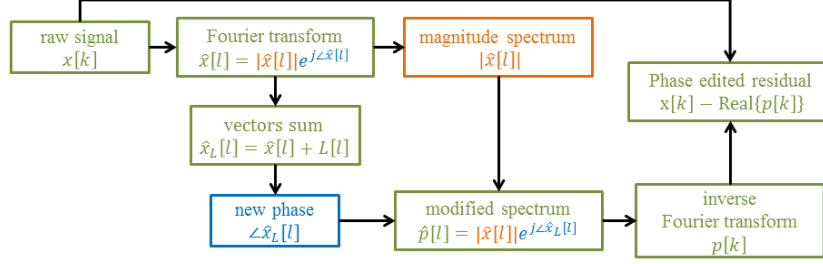 raw signal
x[k]
Fourier transform
x̂[l] = |x̂[l]|e^{j∠x̂[l]}
magnitude spectrum
|x̂[l]|
Phase edited residual
x[k] − Real{p[k]}
vectors sum
x̂_L[l] = x̂[l] + L[l]
new phase
∠x̂_L[l]
modified spectrum
p̂[l] = |x̂[l]|e^{j∠x̂_L[l]}
inverse
Fourier transform
p[k]